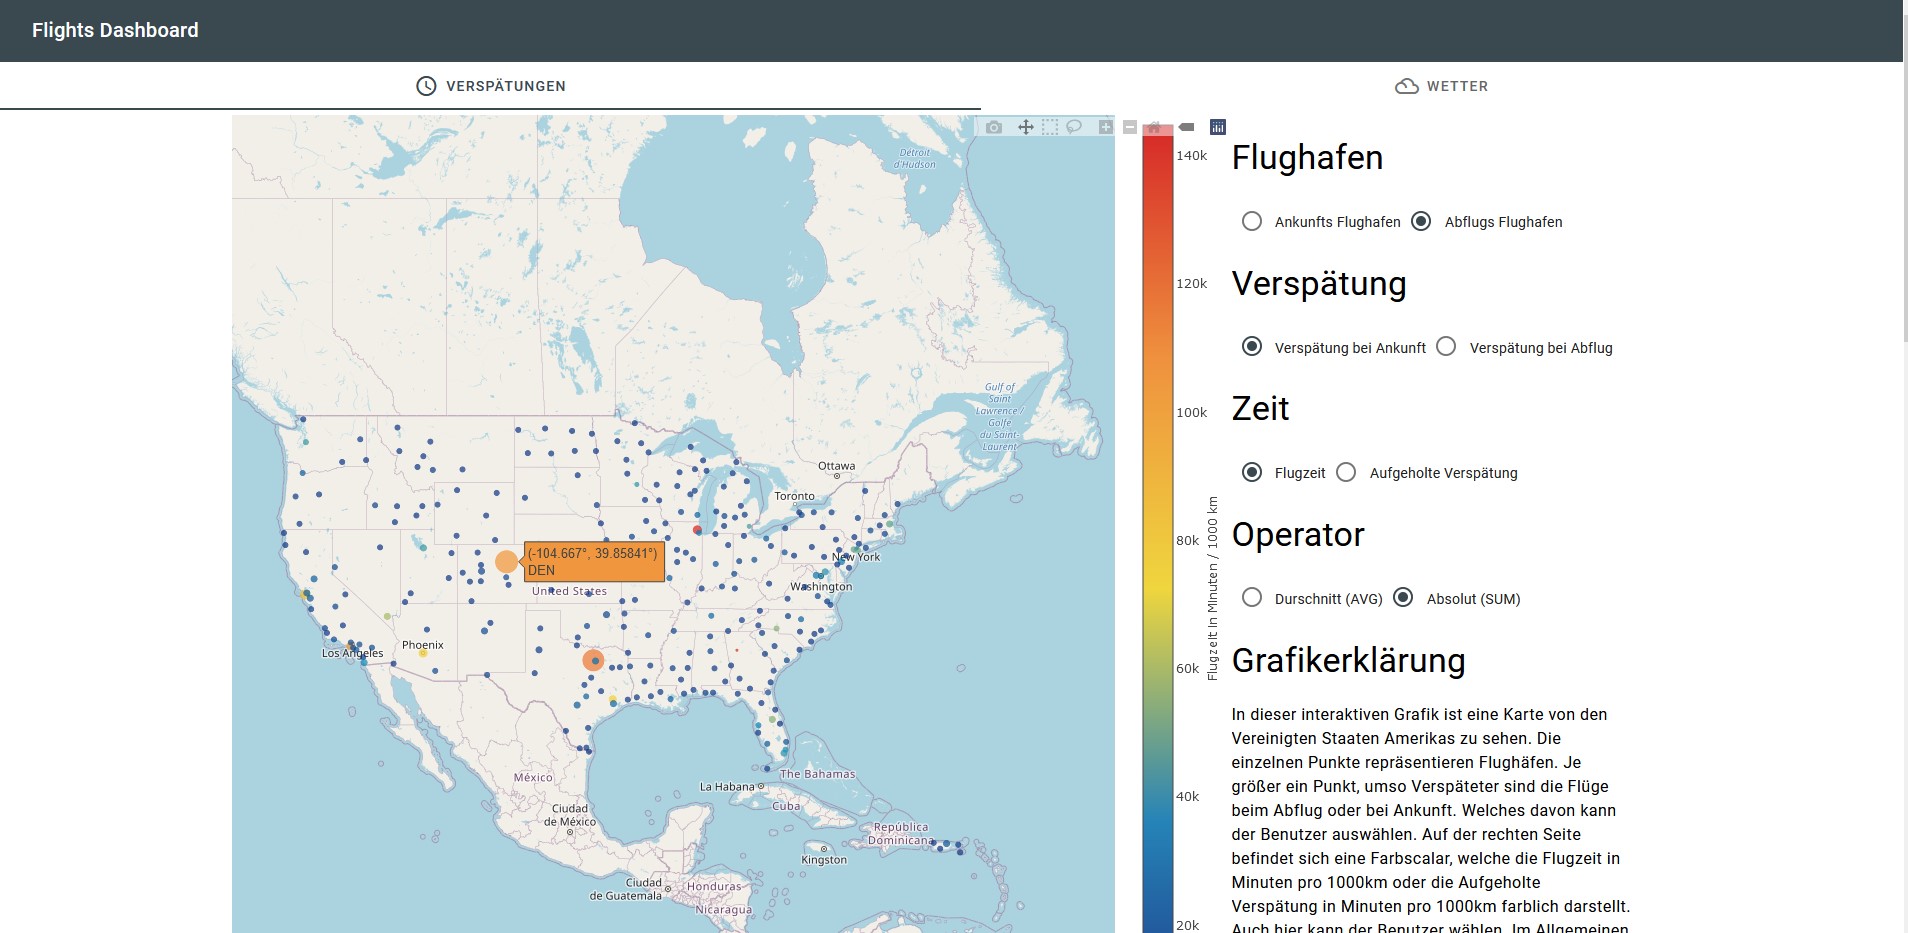 Flights Dashboard
VERSPÄTUNGEN
WETTER
Détroit
d'Hudson
Gulf of
Saint
Lawrence /
Golfe
du Saint-
Laurent
Ottawa
Toronto
New York
Washington
(-104.667°, 39.85841°)
DEN
United States
Phoenix
Los Angeles
México
Ciudad
de México
La Habana
The Bahamas
Cuba
República
Dominicana
Kingston
Ciudad
de Guatemala
Honduras
Nicaragua
140k
120k
100k
80k
60k
40k
20k
Flugzeit in Minuten / 1000 km
Flughafen
Ankunfts Flughafen
Abflugs Flughafen
Verspätung
Verspätung bei Ankunft
Verspätung bei Abflug
Zeit
Flugzeit
Aufgeholte Verspätung
Operator
Durschnitt (AVG)
Absolut (SUM)
Grafikerklärung
In dieser interaktiven Grafik ist eine Karte von den
Vereinigten Staaten Amerikas zu sehen. Die
einzelnen Punkte repräsentieren Flughäfen. Je
größer ein Punkt, umso Verspäteter sind die Flüge
beim Abflug oder bei Ankunft. Welches davon kann
der Benutzer auswählen. Auf der rechten Seite
befindet sich eine Farbscalar, welche die Flugzeit in
Minuten pro 1000km oder die Aufgeholte
Verspätung in Minuten pro 1000km farblich darstellt.
Auch hier kann der Benutzer wählen. Im Allgemeinen